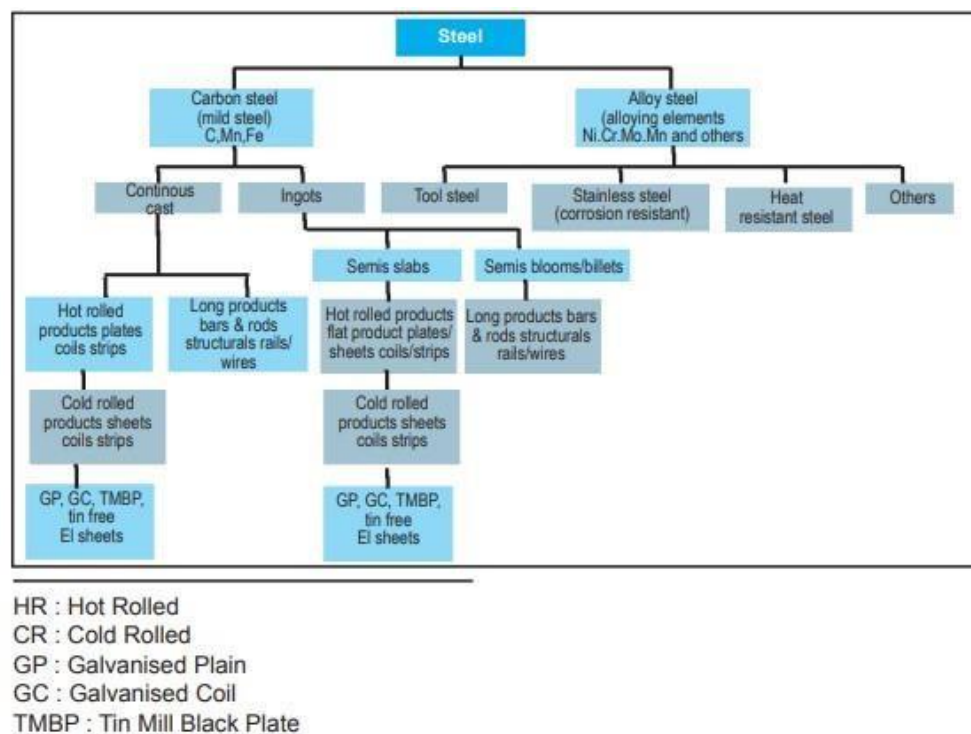 Steel
Carbon steel
(mild steel)
C,Mn,Fe
Alloy steel
(alloying elements
Ni.Cr.Mo.Mn and others
Continous
cast
Ingots
Tool steel
Stainless steel
(corrosion resistant)
Heat
resistant steel
Others
Semis slabs
Semis blooms/billets
Hot rolled
products plates
coils strips
Long products
bars & rods
structurals rails/
wires
Hot rolled products
flat product plates/
sheets coils/strips
Long products bars
& rods structurals
rails/wires
Cold rolled
products sheets
coils strips
Cold rolled
products sheets
coils strips
GP, GC, TMBP,
tin free
El sheets
GP, GC, TMBP,
tin free
El sheets
HR : Hot Rolled
CR : Cold Rolled
GP : Galvanised Plain
GC : Galvanised Coil
TMBP : Tin Mill Black Plate